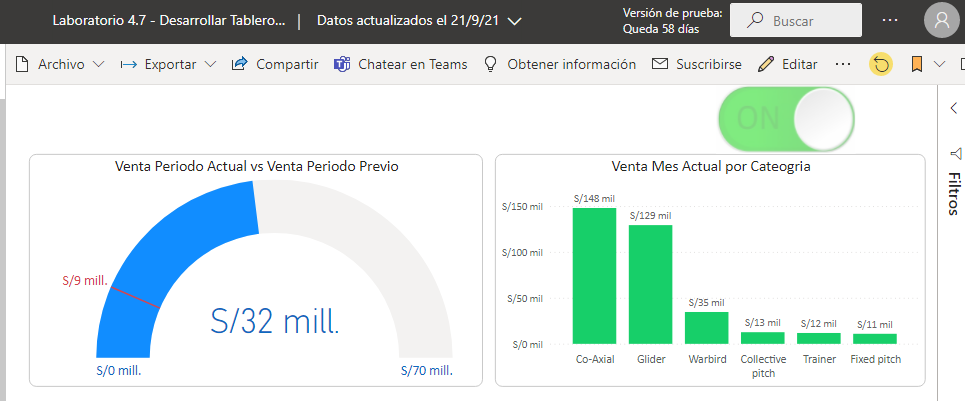 Laboratorio 4.7 - Desarrollar Tablero... | Datos actualizados el 21/9/21
Versión de prueba:
Queda 58 días
Buscar
Archivo
Exportar
Compartir
Chatear en Teams
Obtener información
Suscribirse
Editar
ON
Filtros
Venta Periodo Actual vs Venta Periodo Previo
S/9 mill.
S/32 mill.
S/0 mill.
S/70 mill.
Venta Mes Actual por Cateogria
S/150 mil
S/100 mil
S/50 mil
S/0 mil
S/148 mil
S/129 mil
S/35 mil
S/13 mil
S/12 mil
S/11 mil
Co-Axial
Glider
Warbird
Collective
pitch
Trainer
Fixed pitch